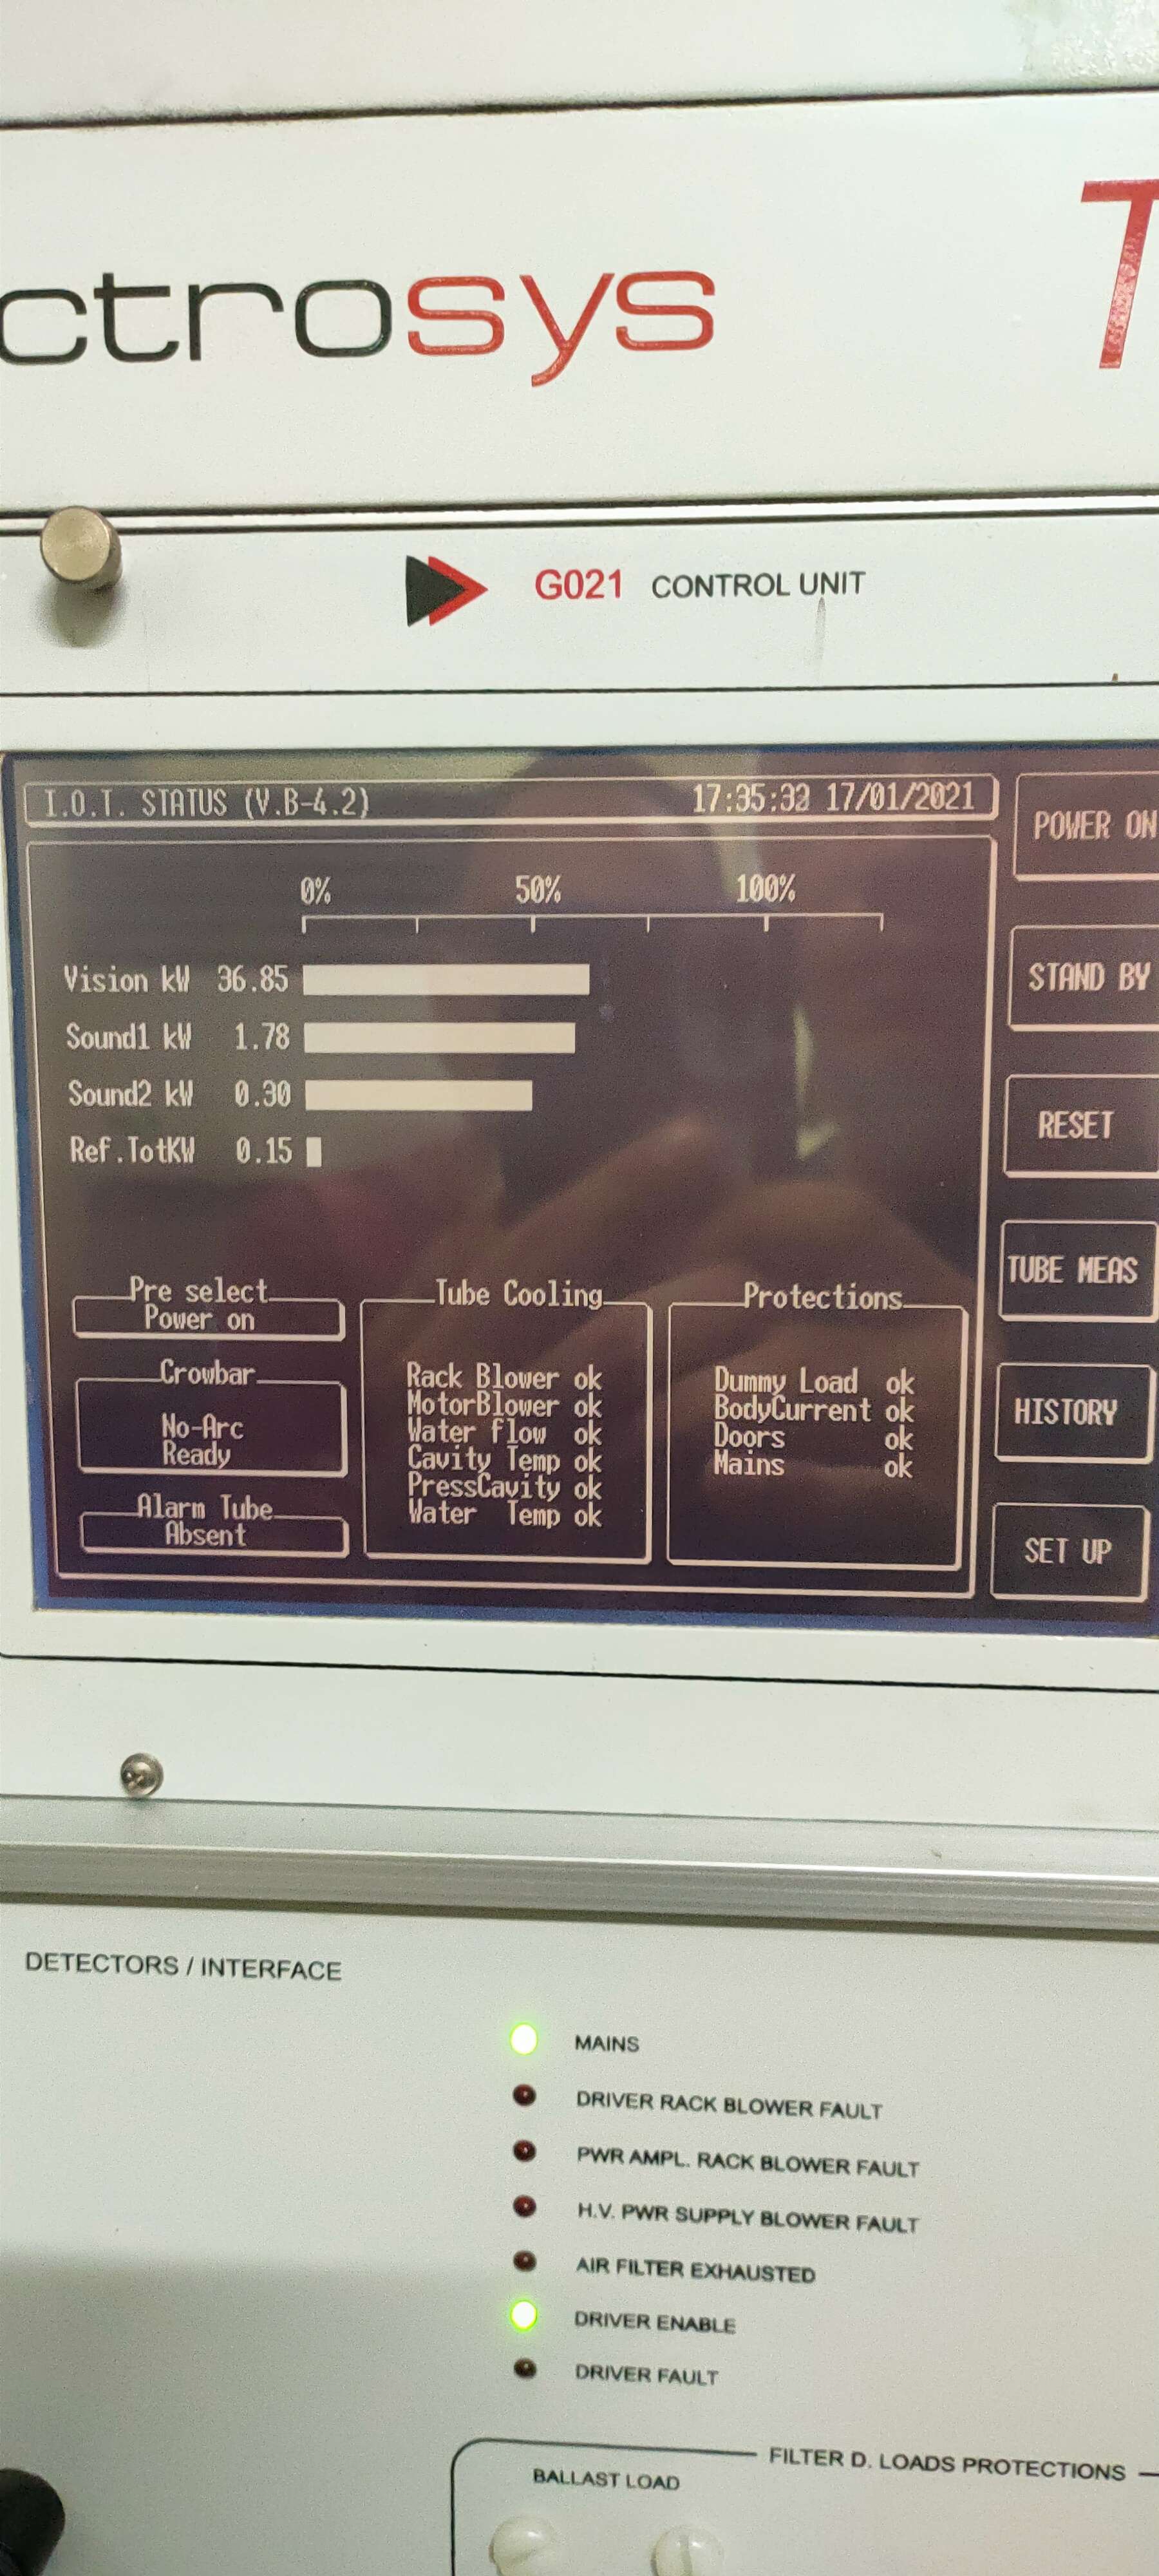 ctrosys T
G021 CONTROL UNIT
I.O.T. STATUS (V.B-4.2) 17:35:33 17/01/2021
POWER ON
0% 50% 100%
Vision kW 36.85
STAND BY
Sound1 kW 1.78
Sound2 kW 0.30
RESET
Ref.TotKW 0.15
TUBE MEAS
Pre select
Power on
Crowbar
No-Arc
Ready
Alarm Tube
Absent
Tube Cooling
Rack Blower ok
MotorBlower ok
Water flow ok
Cavity Temp ok
PressCavity ok
Water Temp ok
Protections
Dummy Load ok
BodyCurrent ok
Doors ok
Mains ok
HISTORY
SET UP
DETECTORS / INTERFACE
MAINS
DRIVER RACK BLOWER FAULT
PWR AMPL. RACK BLOWER FAULT
H.V. PWR SUPPLY BLOWER FAULT
AIR FILTER EXHAUSTED
DRIVER ENABLE
DRIVER FAULT
FILTER D. LOADS PROTECTIONS
BALLAST LOAD